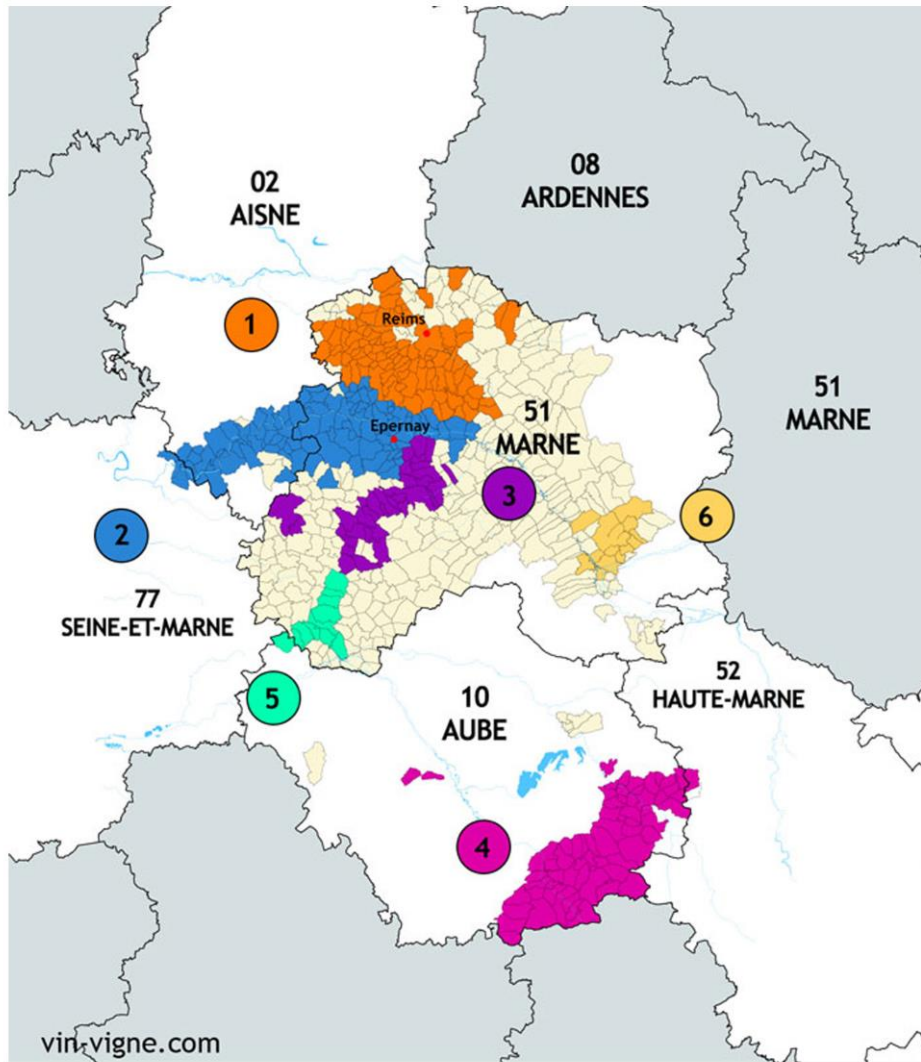 02
AISNE
08
ARDENNES
1
Reims
51
MARNE
51
MARNE
Epernay
3
6
2
77
SEINE-ET-MARNE
52
HAUTE-MARNE
5
10
AUBE
4
vin-vigne.com